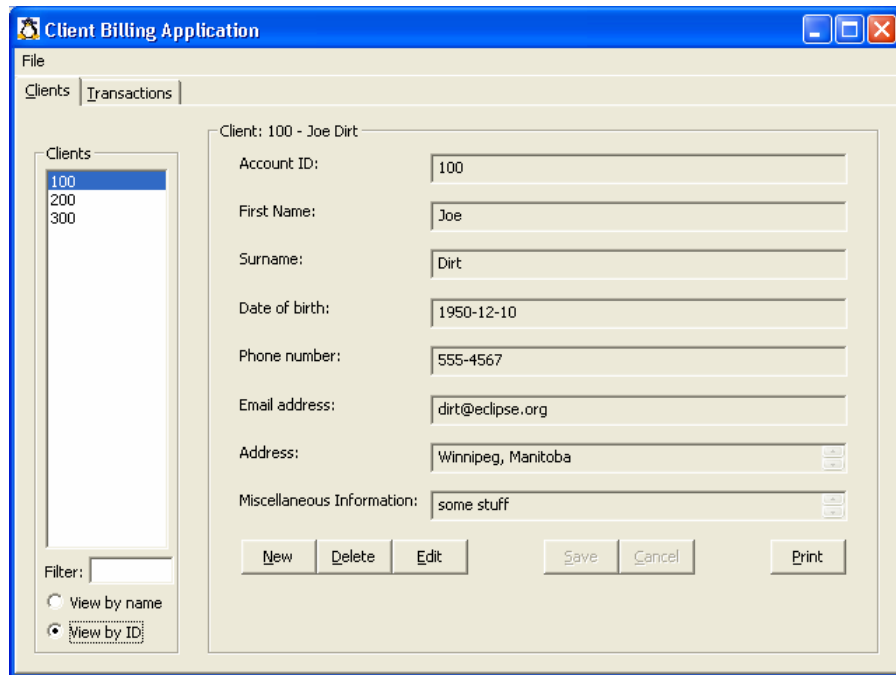 Client Billing Application
File
Clients Transactions
Clients
100
200
300
Filter:
View by name
View by ID
Client: 100 - Joe Dirt
Account ID: 100
First Name: Joe
Surname: Dirt
Date of birth: 1950-12-10
Phone number: 555-4567
Email address: dirt@eclipse.org
Address: Winnipeg, Manitoba
Miscellaneous Information: some stuff
New Delete Edit Save Cancel Print